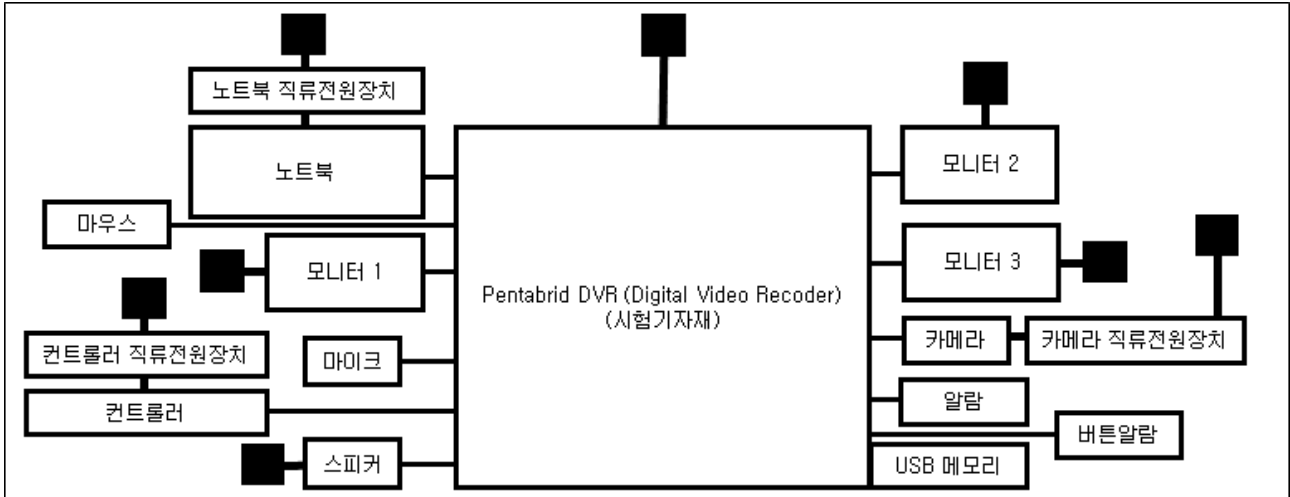 노트북 직류전원장치
노트북
모니터 2
마우스
모니터 1
모니터 3
Pentabrid DVR (Digital Video Recoder)
(시험기자재)
컨트롤러 직류전원장치
마이크
카메라
카메라 직류전원장치
컨트롤러
알람
버튼알람
스피커
USB 메모리